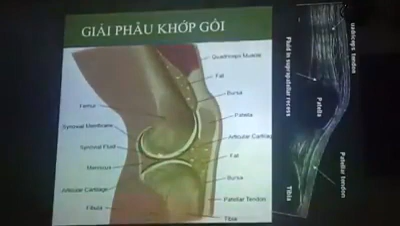 GIẢI PHẪU KHỚP GỐI
Quadriceps Muscle
Fat
Bursa
Femur
Patella
Synovial Membrane
Articular Cartilage
Synovial Fluid
Fat
Meniscus
Bursa
Articular Cartilage
Patellar Tendon
Fibula
Tibia
uadriceps tendon
Fluid in suprapatellar recess
Patella
Patellar tendon
Tibia